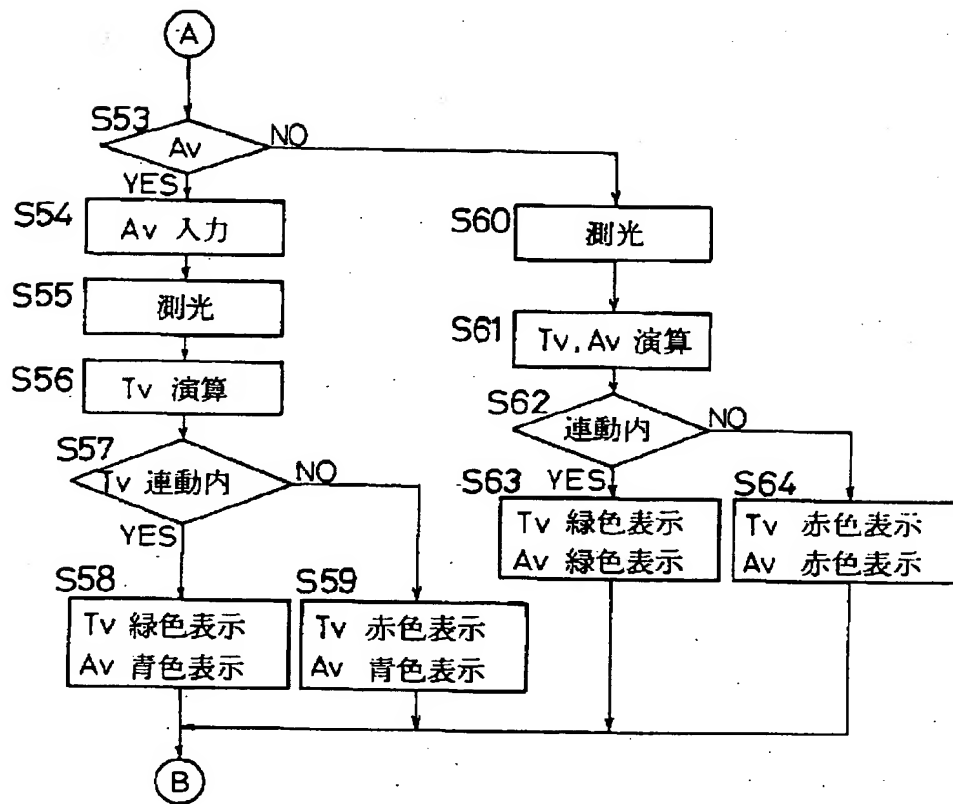 A
S53
Av
NO
YES
S54
Av 入力
S55
測光
S56
Tv 演算
S57
Tv 連動内
NO
YES
S58
Tv 緑色表示
Av 青色表示
S59
Tv 赤色表示
Av 青色表示
S60
測光
S61
Tv, Av 演算
S62
連動内
NO
YES
S63
Tv 緑色表示
Av 緑色表示
S64
Tv 赤色表示
Av 赤色表示
B